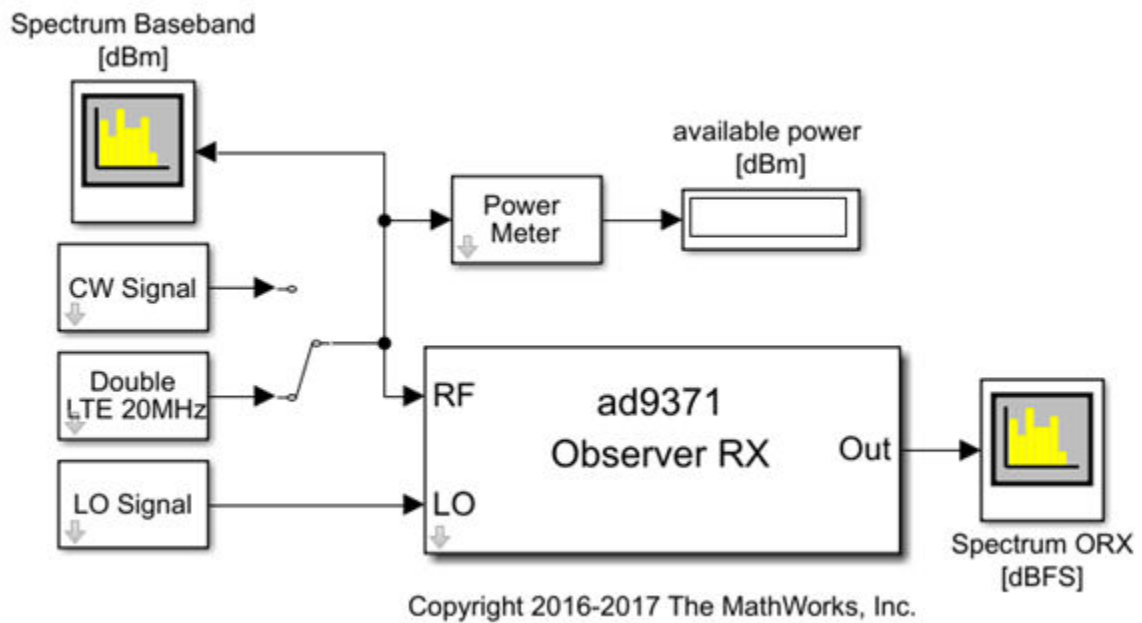 Spectrum Baseband
[dBm]
available power
[dBm]
Power
Meter
CW Signal
Double
LTE 20MHz
LO Signal
RF
LO
ad9371
Observer RX
Out
Spectrum ORX
[dBFS]
Copyright 2016-2017 The MathWorks, Inc.